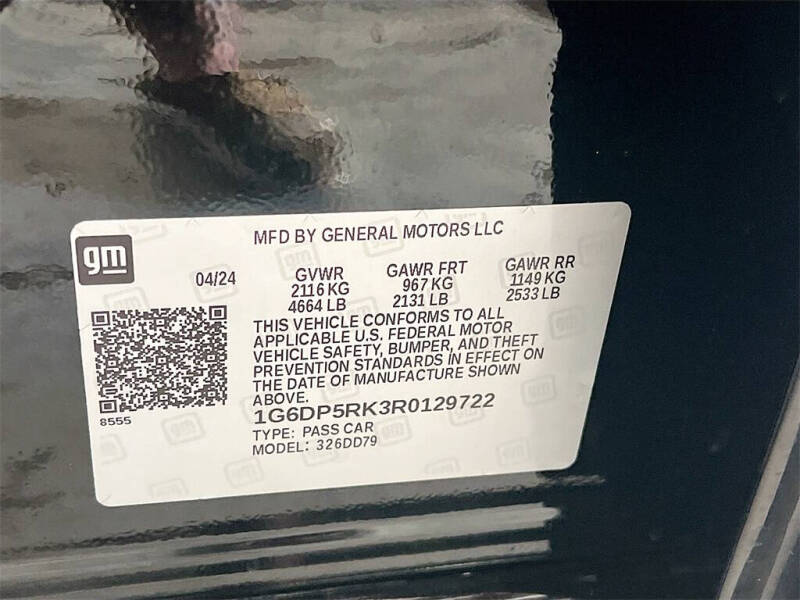 gm
MFD BY GENERAL MOTORS LLC
04/24 GVWR GAWR FRT GAWR RR
2116 KG 967 KG 1149 KG
4664 LB 2131 LB 2533 LB
THIS VEHICLE CONFORMS TO ALL
APPLICABLE U.S. FEDERAL MOTOR
VEHICLE SAFETY, BUMPER, AND THEFT
PREVENTION STANDARDS IN EFFECT ON
THE DATE OF MANUFACTURE SHOWN
ABOVE.
8555
1G6DP5RK3R0129722
TYPE: PASS CAR
MODEL: 326DD79